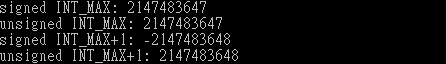 signed INT_MAX: 2147483647
unsigned INT_MAX: 2147483647
signed INT_MAX+1: -2147483648
unsigned INT_MAX+1: 2147483648